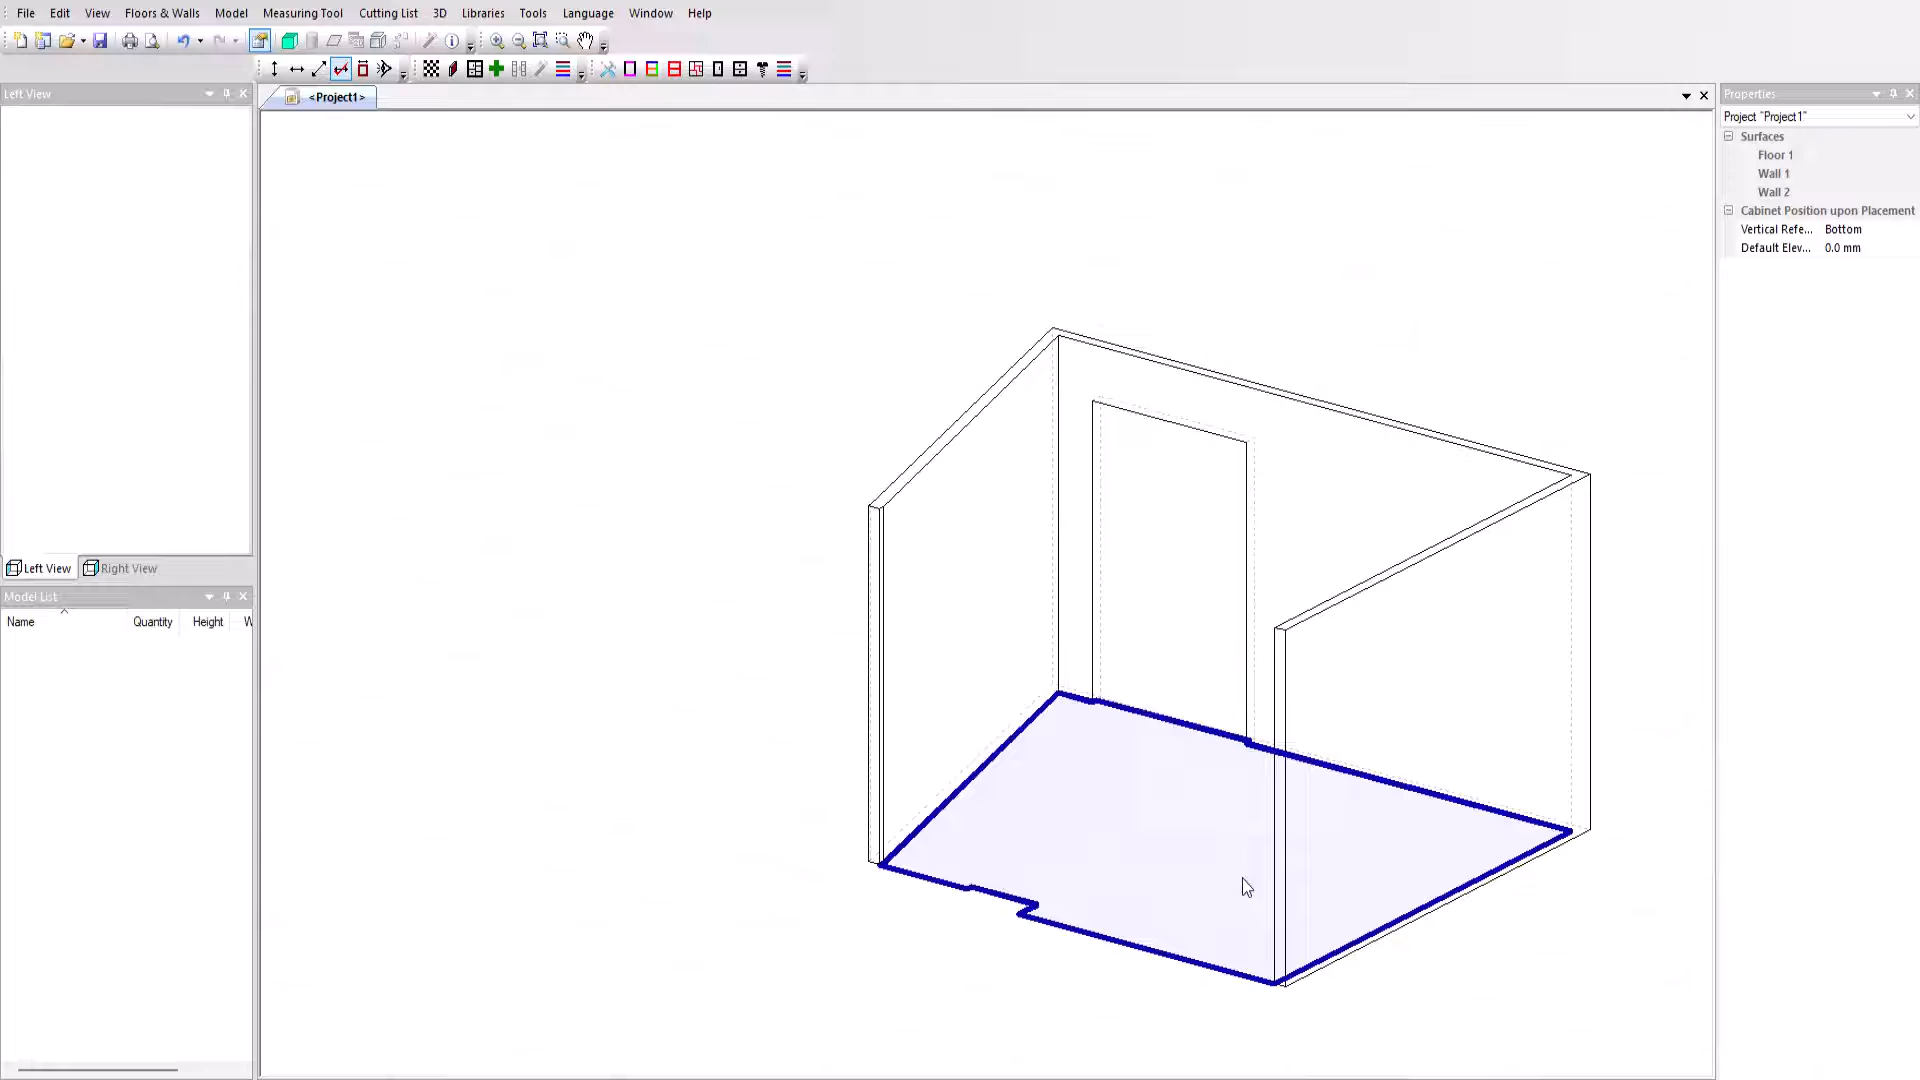 File Edit View Floors & Walls Model Measuring Tool Cutting List 3D Libraries Tools Language Window Help
Left View
<Project1>
Properties
Project "Project1"
Surfaces
Floor 1
Wall 1
Wall 2
Cabinet Position upon Placement
Vertical Refe... Bottom
Default Elev... 0.0 mm
Left View Right View
Model List
Name Quantity Height W